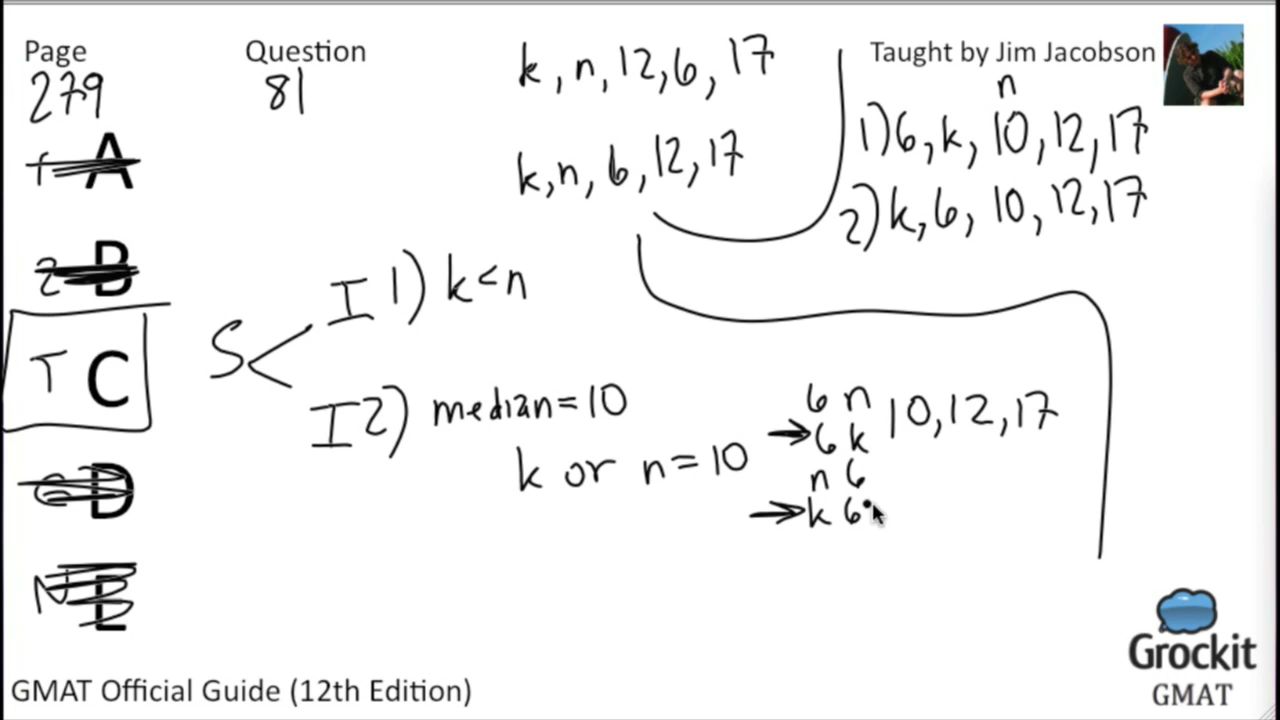 Page
279
Question
81
k, n, 12, 6, 17
k, n, 6, 12, 17
Taught by Jim Jacobson
n
1) 6, k, 10, 12, 17
2) k, 6, 10, 12, 17
1 A
2 B
T C
E D
N E
S < I 1) k < n
I 2) median = 10
k or n = 10
6 n 10, 12, 17
→ 6 k
n 6
→ k 6
GMAT Official Guide (12th Edition)
Grockit
GMAT